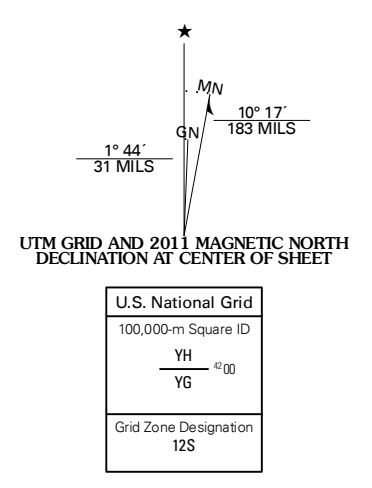 ★
MN
GN
10° 17´
183 MILS
1° 44´
31 MILS
UTM GRID AND 2011 MAGNETIC NORTH
DECLINATION AT CENTER OF SHEET
U.S. National Grid
100,000-m Square ID
YH
4200
YG
Grid Zone Designation
12S